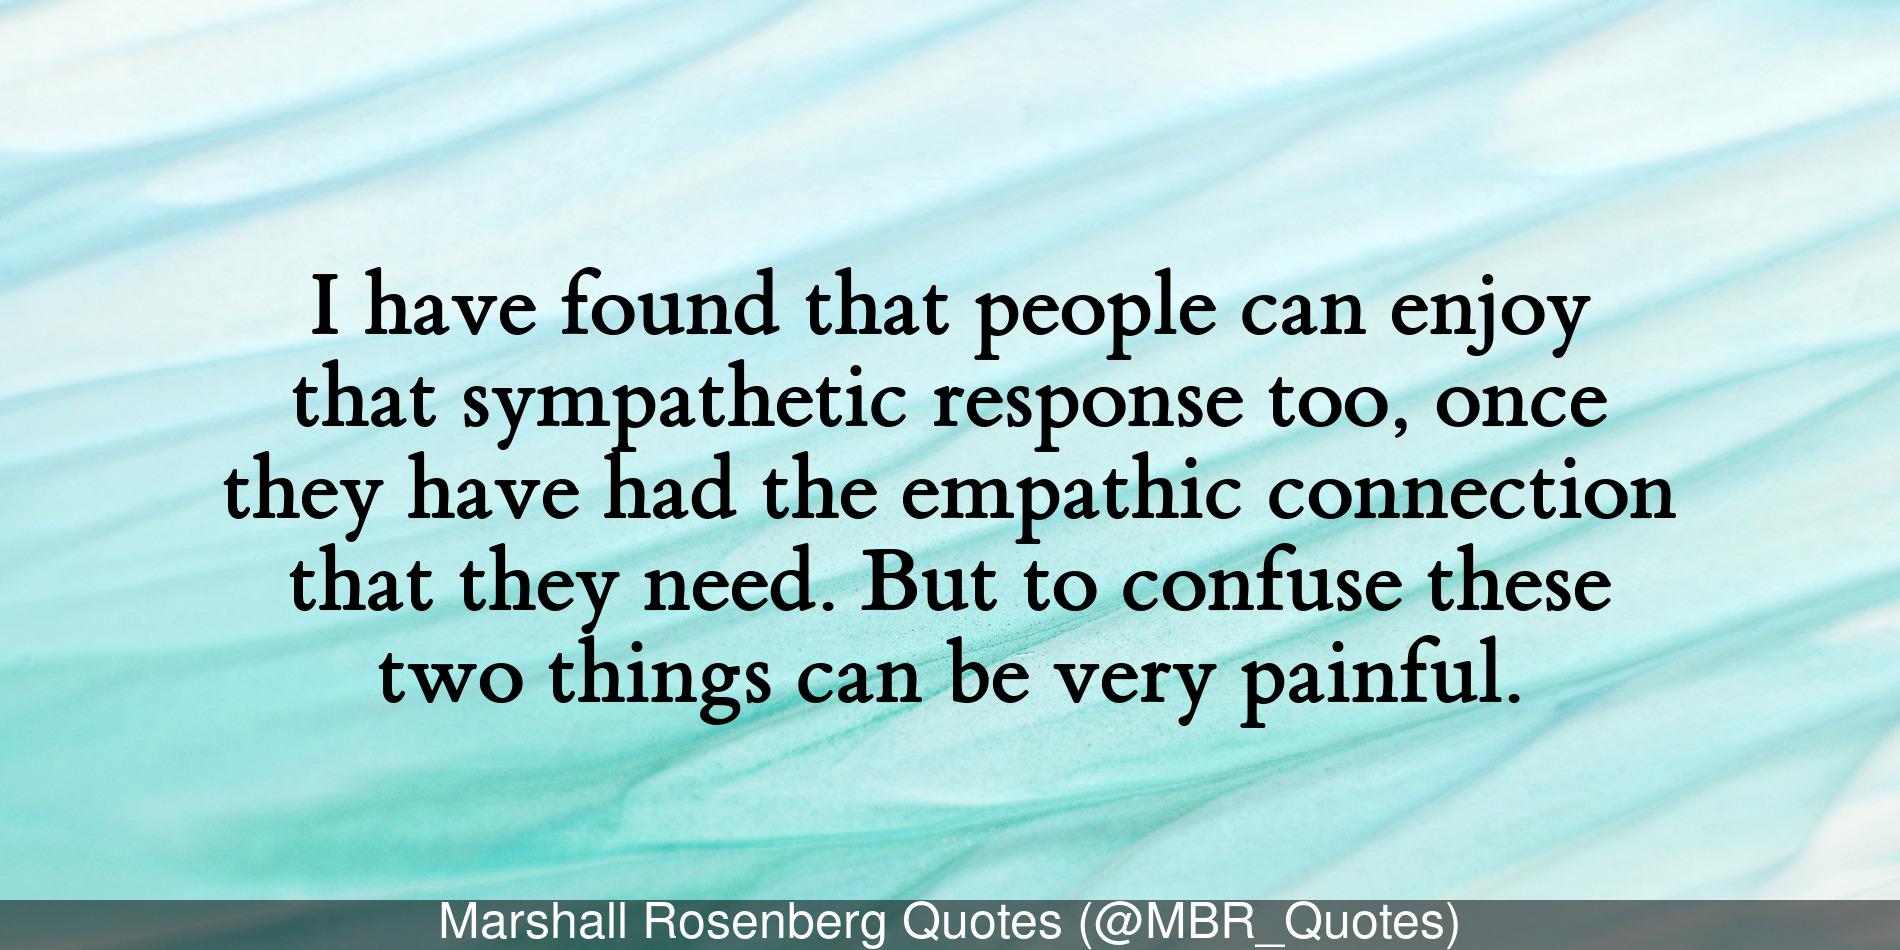 I have found that people can enjoy
that sympathetic response too, once
they have had the empathic connection
that they need. But to confuse these
two things can be very painful.
Marshall Rosenberg Quotes (@MBR_Quotes)